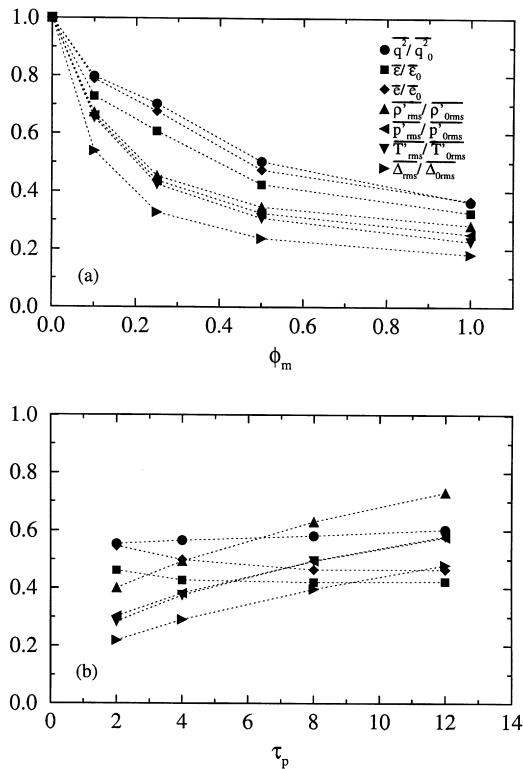 1.0
0.8
0.6
0.4
0.2
0.0
(a)
q²/q²₀
ε/ε₀
e/e₀
ρ'rms/ρ'0rms
p'rms/p'0rms
T'rms/T'0rms
Δrms/Δ0rms
0.0 0.2 0.4 0.6 0.8 1.0
ϕm
1.0
0.8
0.6
0.4
0.2
0.0
(b)
0 2 4 6 8 10 12 14
τp